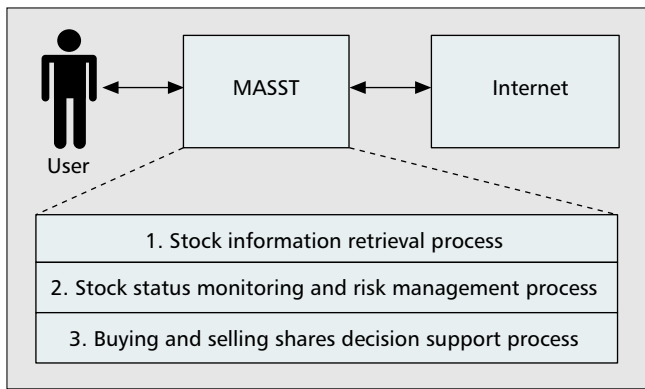 MASST
Internet
User
1. Stock information retrieval process
2. Stock status monitoring and risk management process
3. Buying and selling shares decision support process